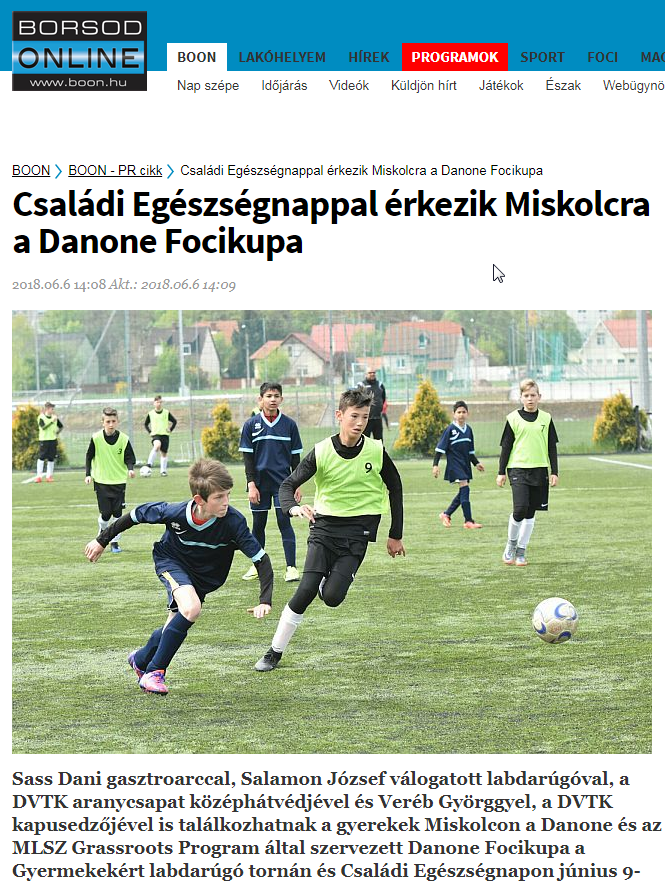 BORSOD
ONLINE
www.boon.hu
BOON LAKÓHELYEM HÍREK PROGRAMOK SPORT FOCI MAG
Nap szépe Időjárás Videók Küldjön hírt Játékok Észak Webügynö
BOON BOON - PR cikk Családi Egészségnappal érkezik Miskolcra a Danone Focikupa
Családi Egészségnappal érkezik Miskolcra
a Danone Focikupa
2018.06.6 14:08 Akt.: 2018.06.6 14:09
3
9
7
Sass Dani gasztroarccal, Salamon József válogatott labdarúgóval, a
DVTK aranycsapat középhátvédjével és Veréb Györggyel, a DVTK
kapusedzőjével is találkozhatnak a gyerekek Miskolcon a Danone és az
MLSZ Grassroots Program által szervezett Danone Focikupa a
Gyermekekért labdarúgó tornán és Családi Egészségnapon június 9-